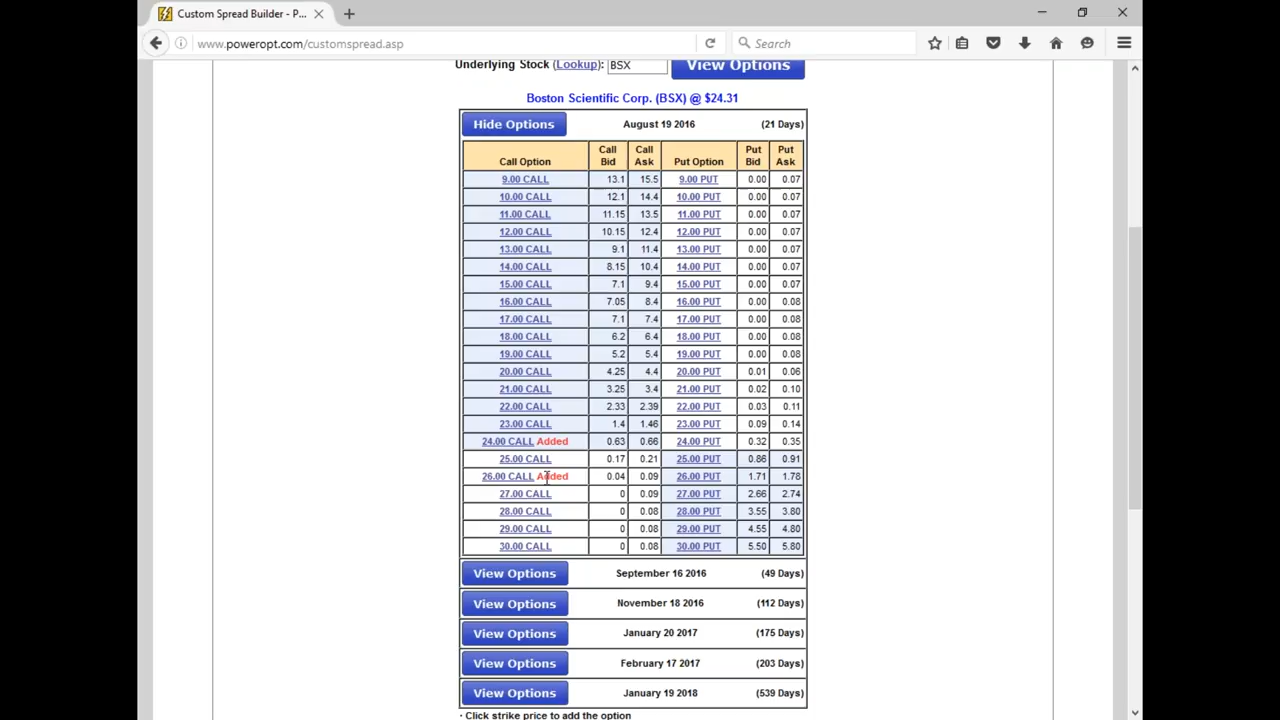 Custom Spread Builder - P...
www.poweropt.com/customspread.asp
Search
Underlying Stock (Lookup): BSX View Options
Boston Scientific Corp. (BSX) @ $24.31
Hide Options August 19 2016 (21 Days)
Call Option Call Bid Call Ask Put Option Put Bid Put Ask
9.00 CALL 13.1 15.5 9.00 PUT 0.00 0.07
10.00 CALL 12.1 14.4 10.00 PUT 0.00 0.07
11.00 CALL 11.15 13.5 11.00 PUT 0.00 0.07
12.00 CALL 10.15 12.4 12.00 PUT 0.00 0.07
13.00 CALL 9.1 11.4 13.00 PUT 0.00 0.07
14.00 CALL 8.15 10.4 14.00 PUT 0.00 0.07
15.00 CALL 7.1 9.4 15.00 PUT 0.00 0.07
16.00 CALL 7.05 8.4 16.00 PUT 0.00 0.08
17.00 CALL 7.1 7.4 17.00 PUT 0.00 0.08
18.00 CALL 6.2 6.4 18.00 PUT 0.00 0.08
19.00 CALL 5.2 5.4 19.00 PUT 0.00 0.08
20.00 CALL 4.25 4.4 20.00 PUT 0.01 0.06
21.00 CALL 3.25 3.4 21.00 PUT 0.02 0.10
22.00 CALL 2.33 2.39 22.00 PUT 0.03 0.11
23.00 CALL 1.4 1.46 23.00 PUT 0.09 0.14
24.00 CALL Added 0.63 0.66 24.00 PUT 0.32 0.35
25.00 CALL 0.17 0.21 25.00 PUT 0.86 0.91
26.00 CALL Added 0.04 0.09 26.00 PUT 1.71 1.78
27.00 CALL 0 0.09 27.00 PUT 2.66 2.74
28.00 CALL 0 0.08 28.00 PUT 3.55 3.80
29.00 CALL 0 0.08 29.00 PUT 4.55 4.80
30.00 CALL 0 0.08 30.00 PUT 5.50 5.80
View Options September 16 2016 (49 Days)
View Options November 18 2016 (112 Days)
View Options January 20 2017 (175 Days)
View Options February 17 2017 (203 Days)
View Options January 19 2018 (539 Days)
· Click strike price to add the option